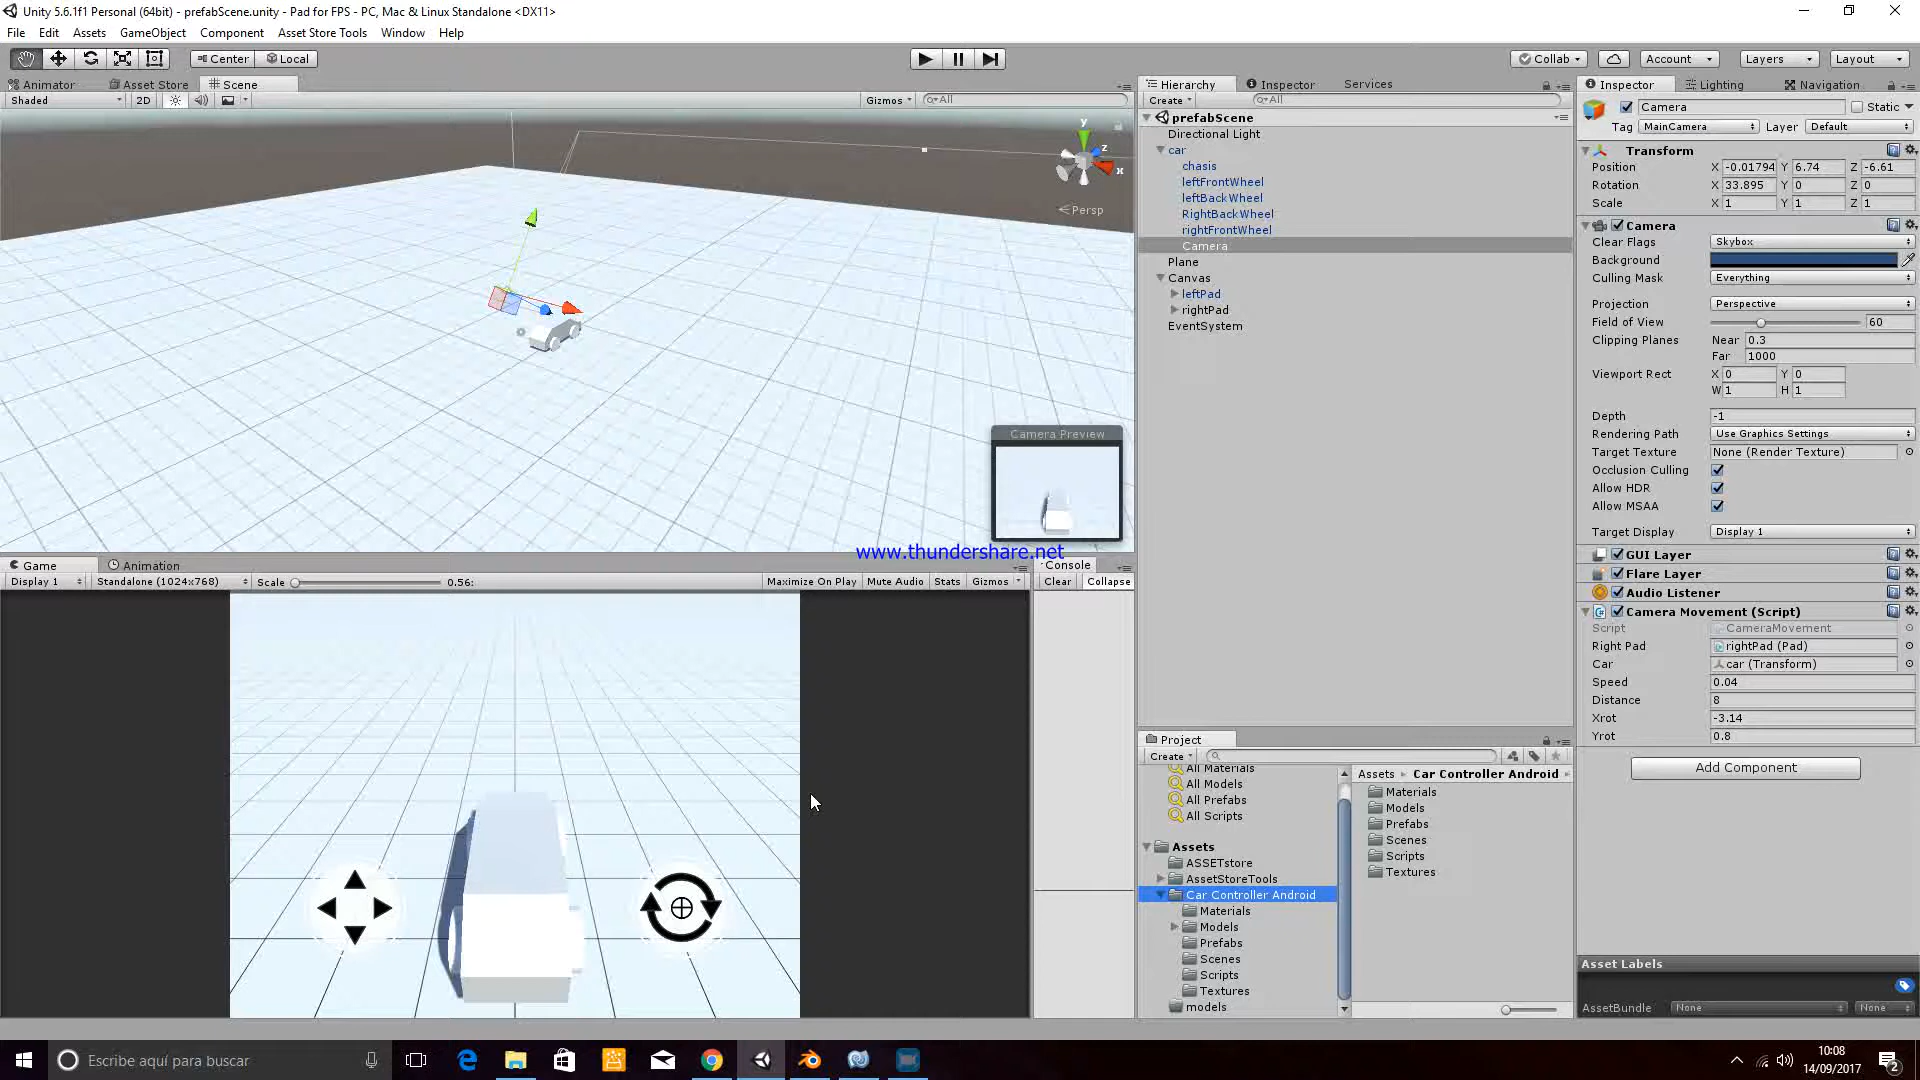 Unity 5.6.1f1 Personal (64bit) - prefabScene.unity - Pad for FPS - PC, Mac & Linux Standalone <DX11>
File Edit Assets GameObject Component Asset Store Tools Window Help
Center Local Collab Account Layers Layout
Animator Asset Store Scene
Shaded 2D Gizmos All
y
z
x
Persp
Camera Preview
www.thundershare.net
Game Animation
Display 1 Standalone (1024x768) Scale 0.56: Maximize On Play Mute Audio Stats Gizmos
Console
Clear Collapse
Hierarchy Inspector Services
Create All
prefabScene
Directional Light
car
chasis
leftFrontWheel
leftBackWheel
RightBackWheel
rightFrontWheel
Camera
Plane
Canvas
leftPad
rightPad
EventSystem
Project
Create
All Materials
All Models
All Prefabs
All Scripts
Assets
ASSETstore
AssetStoreTools
Car Controller Android
Materials
Models
Prefabs
Scenes
Scripts
Textures
models
Assets Car Controller Android
Materials
Models
Prefabs
Scenes
Scripts
Textures
Inspector Lighting Navigation
Camera Static
Tag MainCamera Layer Default
Transform
Position X -0.01794 Y 6.74 Z -6.61
Rotation X 33.895 Y 0 Z 0
Scale X 1 Y 1 Z 1
Camera
Clear Flags Skybox
Background
Culling Mask Everything
Projection Perspective
Field of View 60
Clipping Planes Near 0.3
Far 1000
Viewport Rect X 0 Y 0
W 1 H 1
Depth -1
Rendering Path Use Graphics Settings
Target Texture None (Render Texture)
Occlusion Culling
Allow HDR
Allow MSAA
Target Display Display 1
GUI Layer
Flare Layer
Audio Listener
Camera Movement (Script)
Script CameraMovement
Right Pad rightPad (Pad)
Car car (Transform)
Speed 0.04
Distance 8
Xrot -3.14
Yrot 0.8
Add Component
Asset Labels
AssetBundle None None
Escribe aquí para buscar
10:08
14/09/2017
2